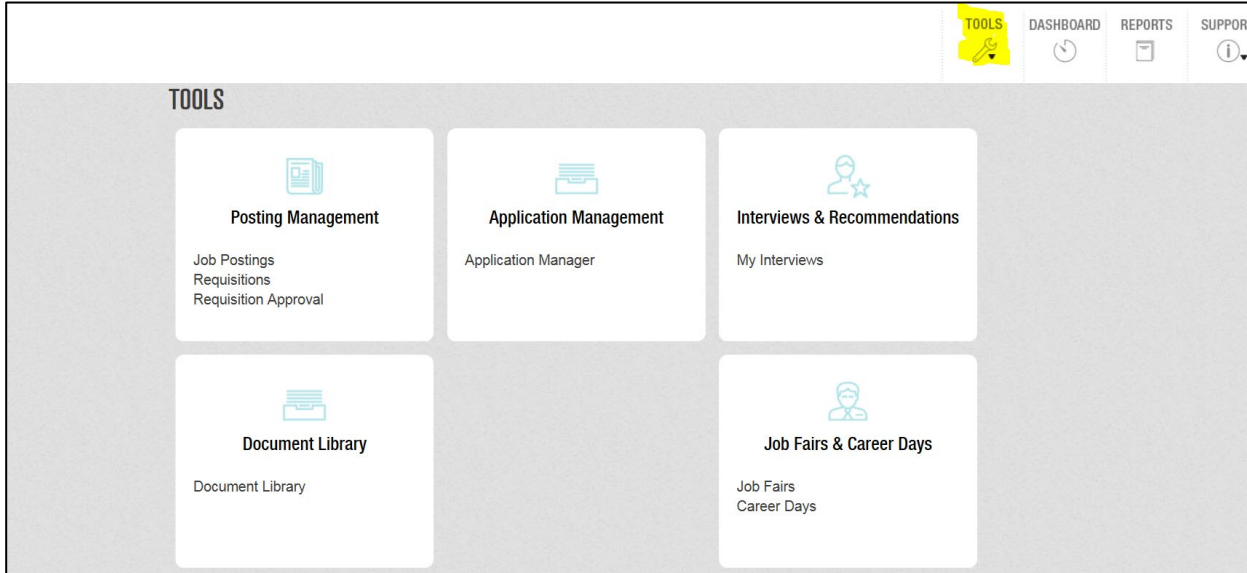 TOOLS
DASHBOARD
REPORTS
SUPPOR
TOOLS
Posting Management
Job Postings
Requisitions
Requisition Approval
Application Management
Application Manager
Interviews & Recommendations
My Interviews
Document Library
Document Library
Job Fairs & Career Days
Job Fairs
Career Days